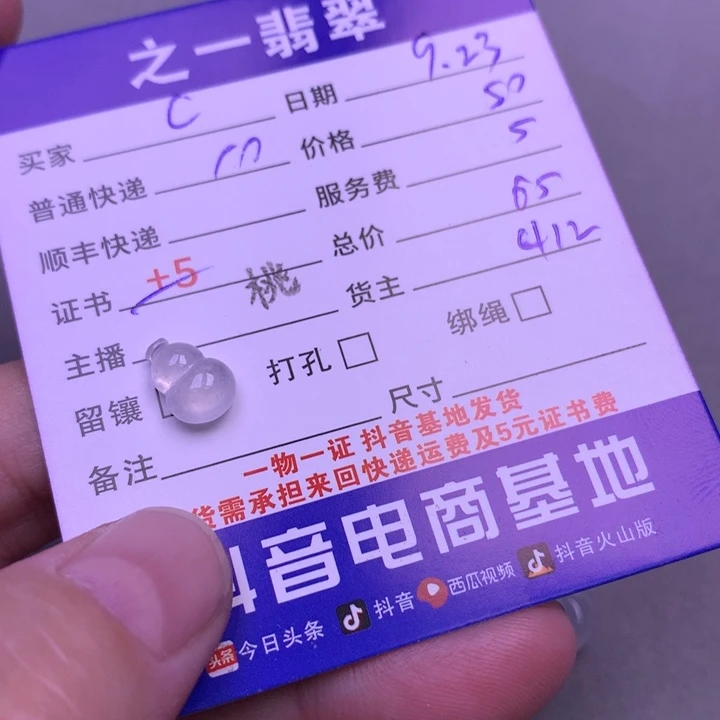 之一翡翠
买家 C 日期 9.23
普通快递 10 价格 50
顺丰快递 服务费 5
证书 +5 总价 65
主播 桃 货主 412
留镶 打孔 绑绳
备注 尺寸
一物一证 抖音基地发货
货需承担来回快递运费及5元证书费
抖音电商基地
头条 今日头条 抖音 西瓜视频 抖音火山版